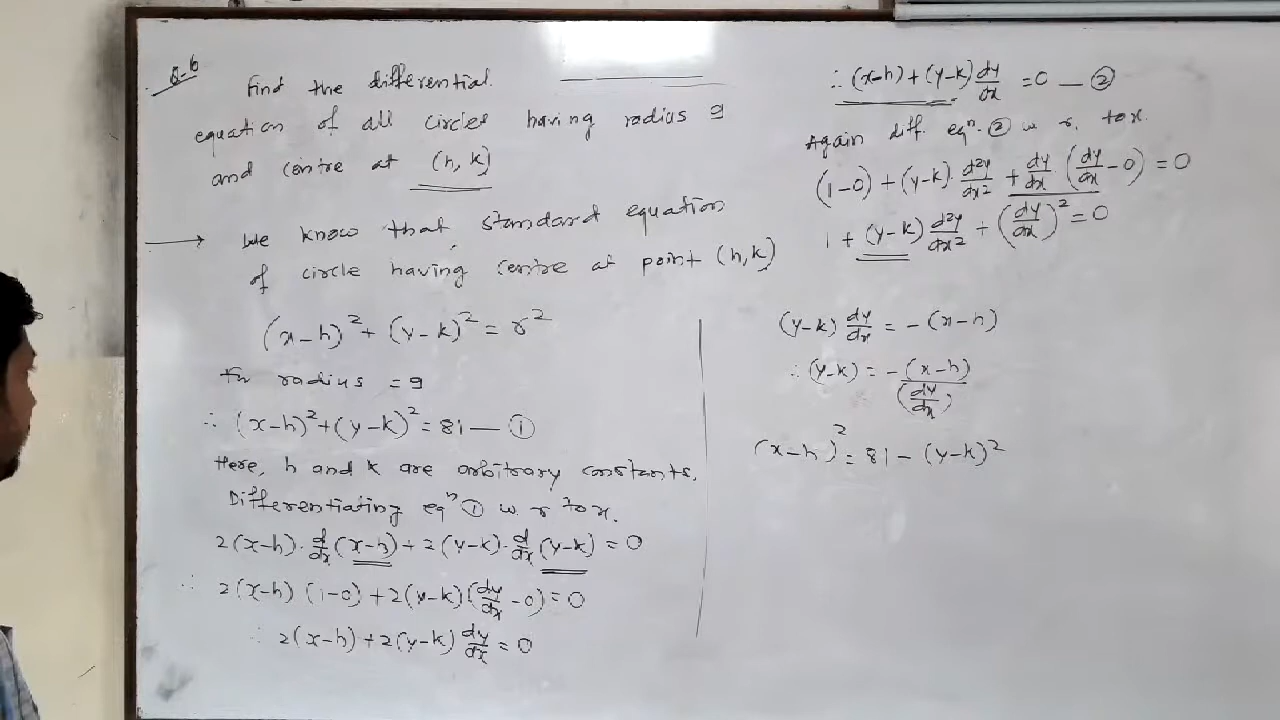 Q-6
Find the differential
equation of all circles having radius 9
and centre at (h, k)
→ We know that standard equation
of circle having centre at point (h, k)
(x-h)² + (y-k)² = r²
radius = 9
∴ (x-h)² + (y-k)² = 81 — ①
Here, h and k are arbitrary constants.
Differentiating eqⁿ ① w r to x.
2(x-h)· d/dx (x-h) + 2(y-k)· d/dx (y-k) = 0
∴ 2(x-h) (1-0) + 2(y-k) (dy/dx - 0) = 0
∴ 2(x-h) + 2(y-k) dy/dx = 0
∴ (x-h) + (y-k) dy/dx = 0 — ②
Again diff. eqⁿ. ② w r. to x.
(1-0) + (y-k)· d²y/dx² + dy/dx · (dy/dx - 0) = 0
1 + (y-k) d²y/dx² + (dy/dx)² = 0
(y-k) dy/dx = - (x-h)
∴ (y-k) = - (x-h) / (dy/dx)
(x-h)² = 81 - (y-k)²